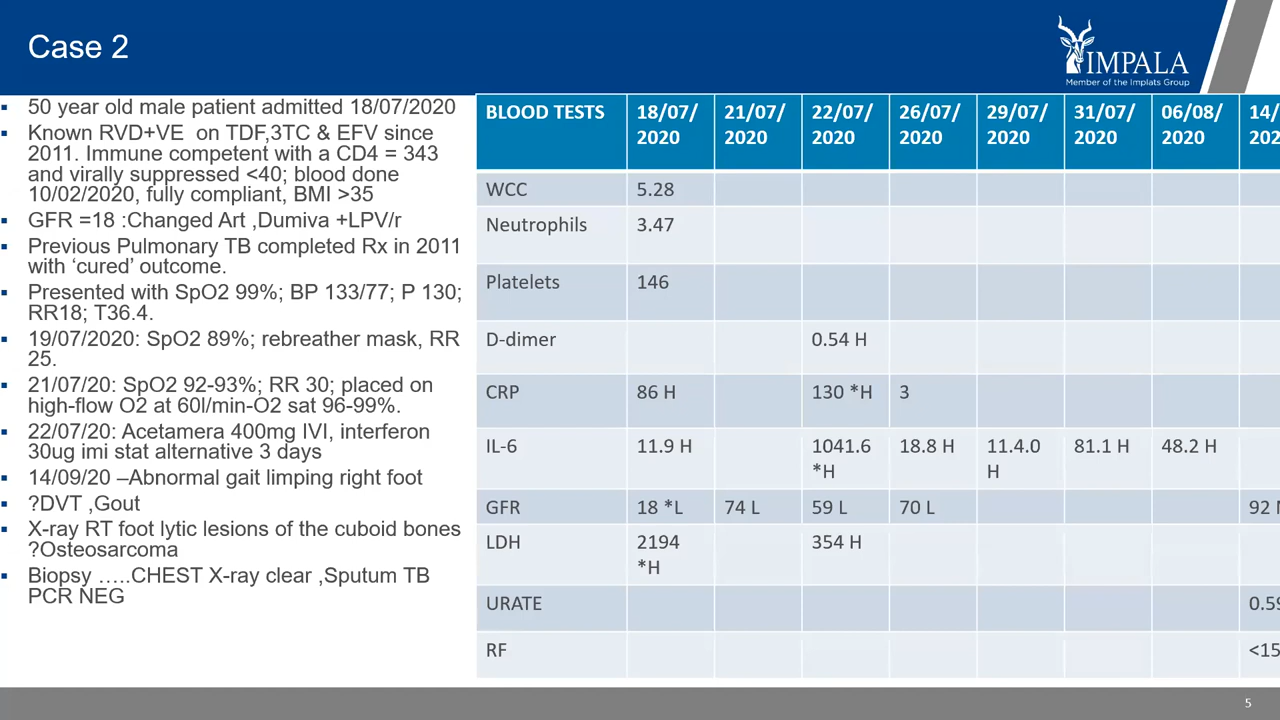 Case 2
IMPALA
Member of the Implats Group
▪ 50 year old male patient admitted 18/07/2020
▪ Known RVD+VE on TDF,3TC & EFV since
2011. Immune competent with a CD4 = 343
and virally suppressed <40; blood done
10/02/2020, fully compliant, BMI >35
▪ GFR =18 :Changed Art ,Dumiva +LPV/r
▪ Previous Pulmonary TB completed Rx in 2011
with ‘cured’ outcome.
▪ Presented with SpO2 99%; BP 133/77; P 130;
RR18; T36.4.
▪ 19/07/2020: SpO2 89%; rebreather mask, RR
25.
▪ 21/07/20: SpO2 92-93%; RR 30; placed on
high-flow O2 at 60l/min-O2 sat 96-99%.
▪ 22/07/20: Acetamera 400mg IVI, interferon
30ug imi stat alternative 3 days
▪ 14/09/20 –Abnormal gait limping right foot
▪ ?DVT ,Gout
▪ X-ray RT foot lytic lesions of the cuboid bones
?Osteosarcoma
▪ Biopsy …..CHEST X-ray clear ,Sputum TB
PCR NEG
BLOOD TESTS 18/07/ 21/07/ 22/07/ 26/07/ 29/07/ 31/07/ 06/08/ 14/
2020 2020 2020 2020 2020 2020 2020 202
WCC 5.28
Neutrophils 3.47
Platelets 146
D-dimer 0.54 H
CRP 86 H 130 *H 3
IL-6 11.9 H 1041.6 18.8 H 11.4.0 81.1 H 48.2 H
*H H
GFR 18 *L 74 L 59 L 70 L 92
LDH 2194 354 H
*H
URATE 0.59
RF <15
5